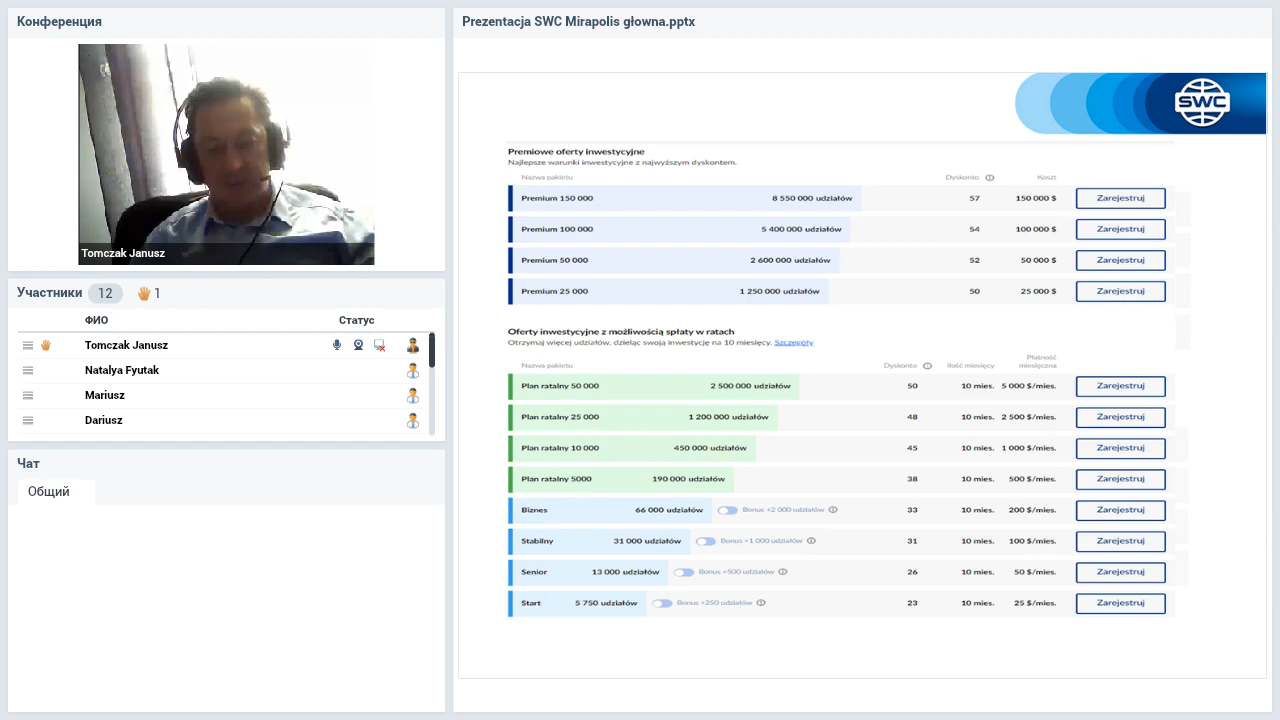 Конференция
Tomczak Janusz
Участники 12 1
ФИО Статус
Tomczak Janusz
Natalya Fyutak
Mariusz
Dariusz
Чат
Общий
Prezentacja SWC Mirapolis głowna.pptx
SWC
Premiowe oferty inwestycyjne
Najlepsze warunki inwestycyjne z najwyższym dyskontem.
Nazwa pakietu Dyskonto Koszt
Premium 150 000 8 550 000 udziałów 57 150 000 $ Zarejestruj
Premium 100 000 5 400 000 udziałów 54 100 000 $ Zarejestruj
Premium 50 000 2 600 000 udziałów 52 50 000 $ Zarejestruj
Premium 25 000 1 250 000 udziałów 50 25 000 $ Zarejestruj
Oferty inwestycyjne z możliwością spłaty w ratach
Otrzymaj więcej udziałów, dzieląc swoją inwestycję na 10 miesięcy. Szczegóły
Nazwa pakietu Dyskonto Ilość miesięcy Płatność miesięczna
Plan ratalny 50 000 2 500 000 udziałów 50 10 mies. 5 000 $/mies. Zarejestruj
Plan ratalny 25 000 1 200 000 udziałów 48 10 mies. 2 500 $/mies. Zarejestruj
Plan ratalny 10 000 450 000 udziałów 45 10 mies. 1 000 $/mies. Zarejestruj
Plan ratalny 5000 190 000 udziałów 38 10 mies. 500 $/mies. Zarejestruj
Biznes 66 000 udziałów Bonus +2 000 udziałów 33 10 mies. 200 $/mies. Zarejestruj
Stabilny 31 000 udziałów Bonus +1 000 udziałów 31 10 mies. 100 $/mies. Zarejestruj
Senior 13 000 udziałów Bonus +500 udziałów 26 10 mies. 50 $/mies. Zarejestruj
Start 5 750 udziałów Bonus +250 udziałów 23 10 mies. 25 $/mies. Zarejestruj